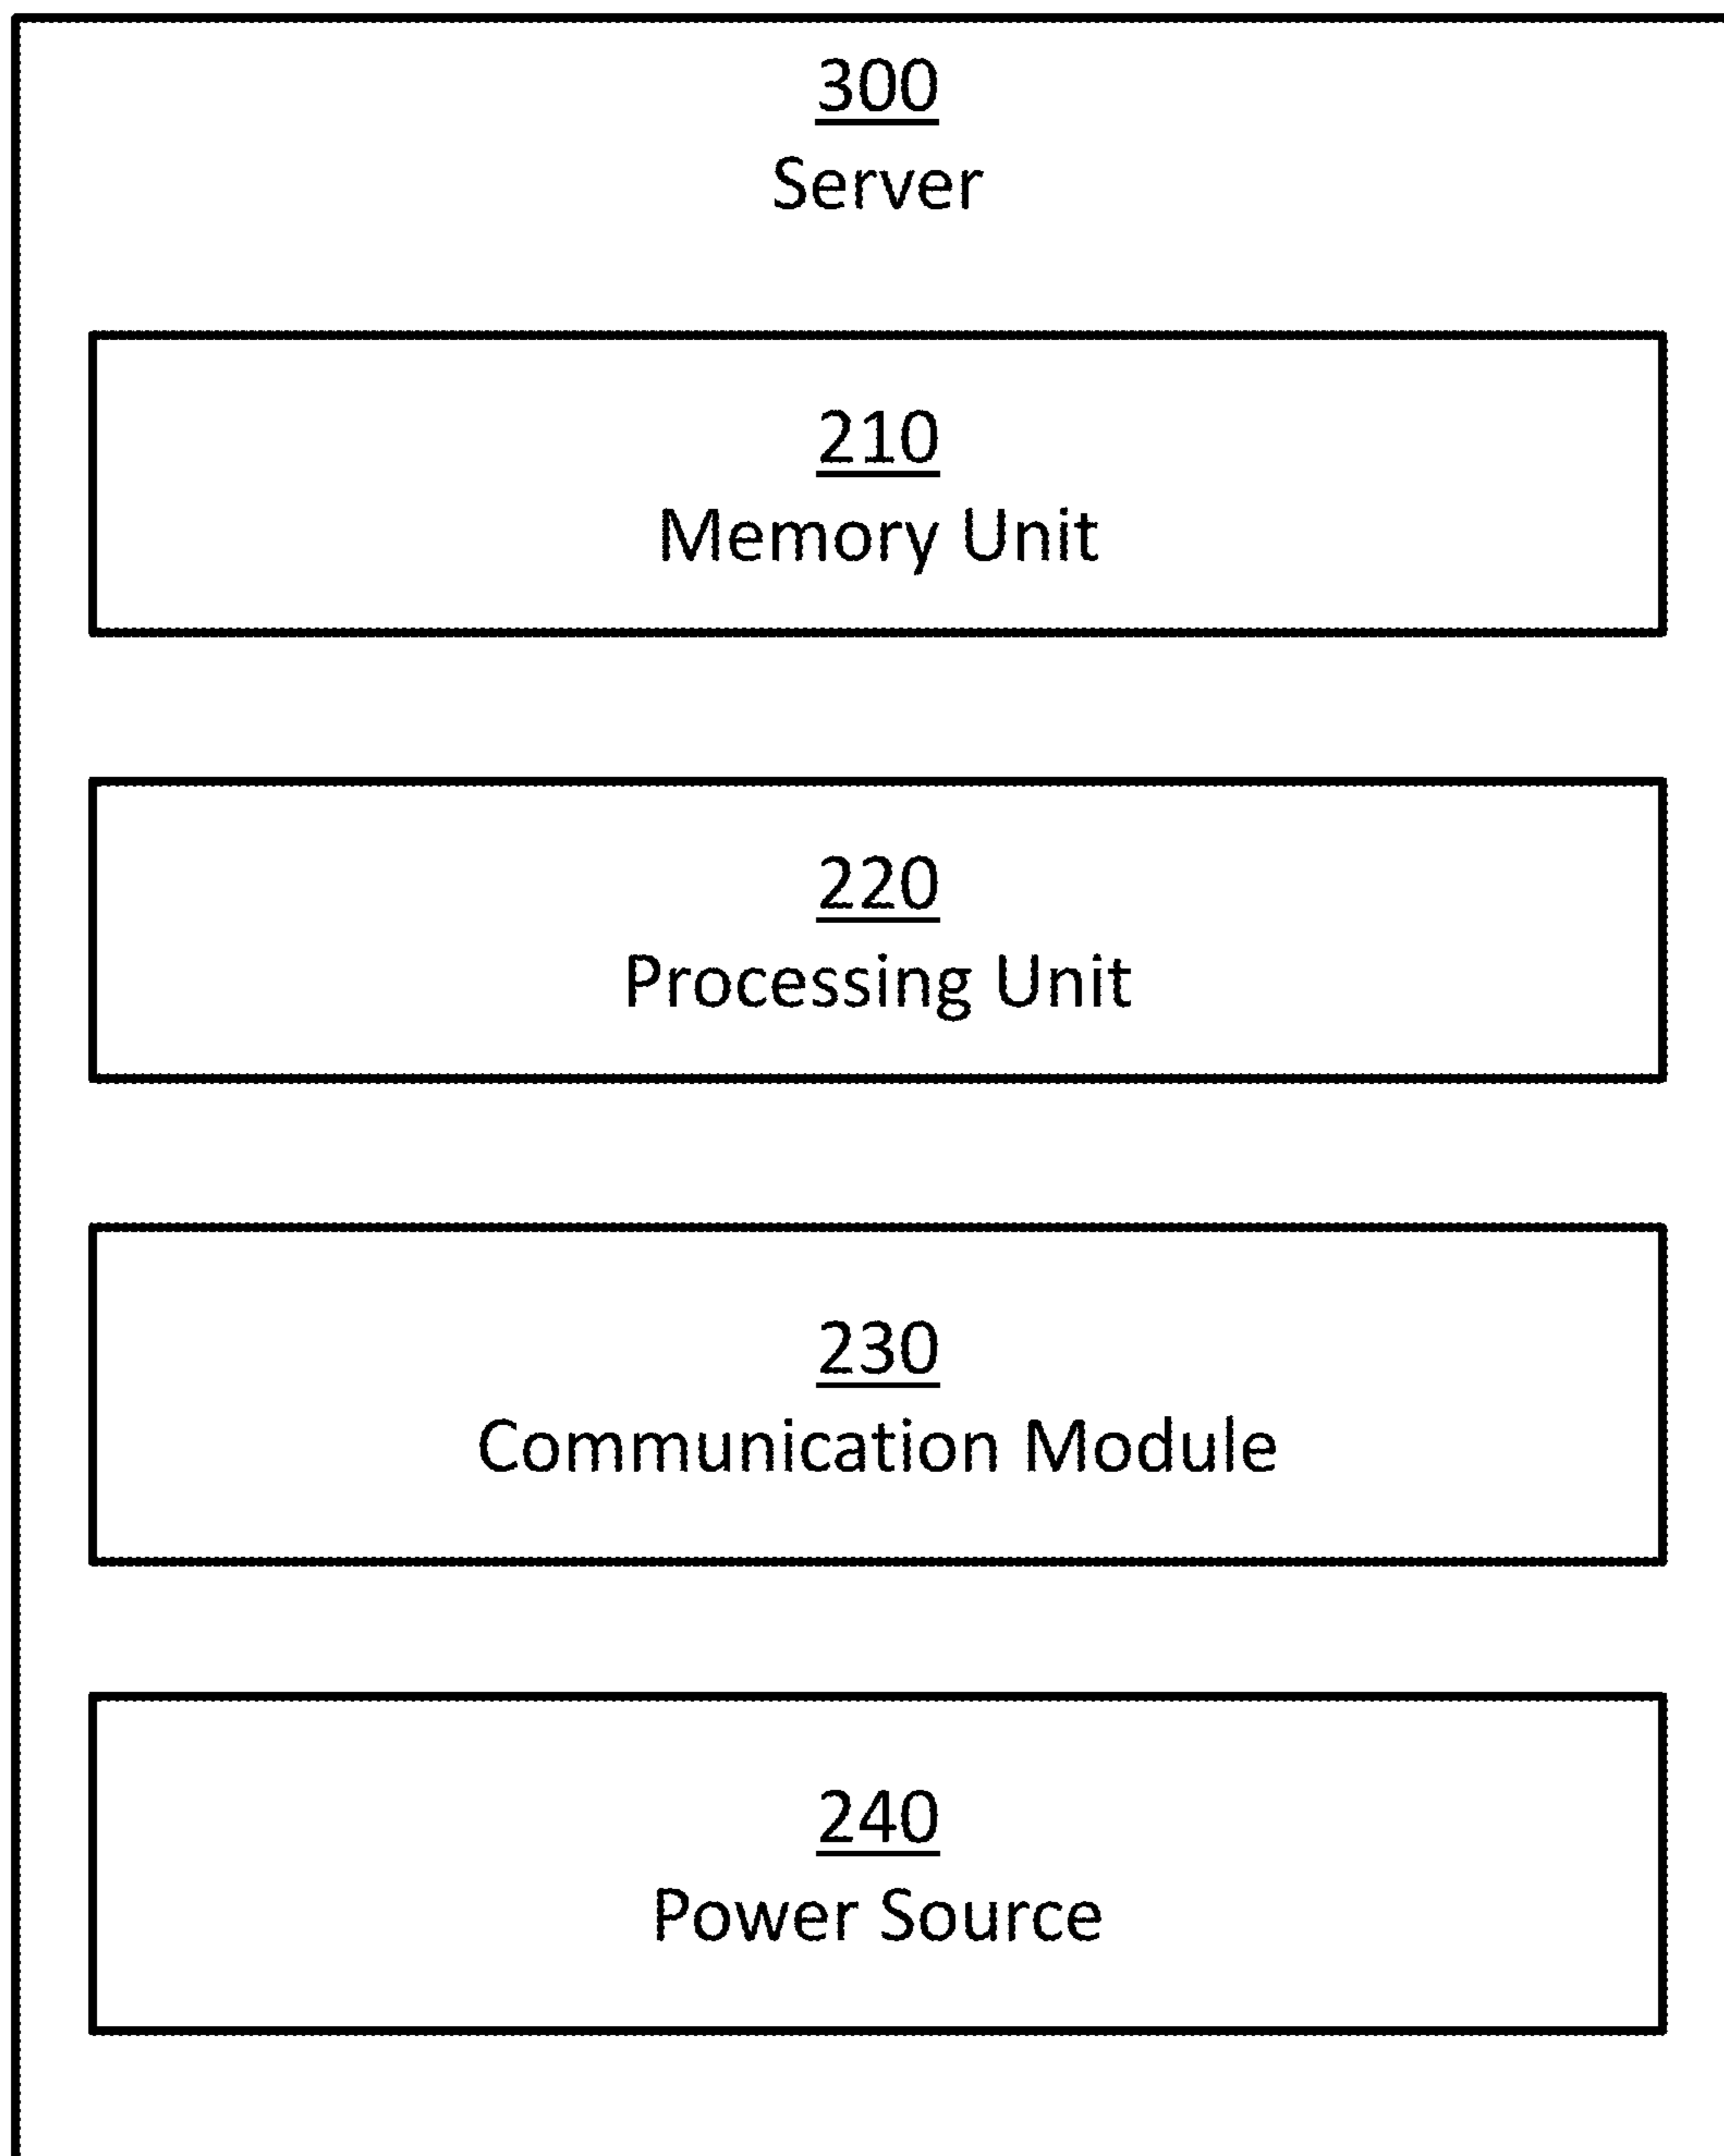 300
Server
210
Memory Unit
220
Processing Unit
230
Communication Module
240
Power Source